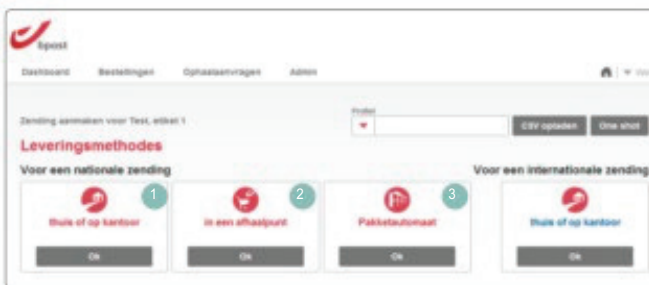 bpost
Dashboard Bestellingen Ophaalaanvragen Admin
Zending aanmaken voor Test, etiket 1
CSV opladen One shot
Leveringsmethodes
Voor een nationale zending Voor een internationale zending
1 2 3
thuis of op kantoor in een afhaalpunt Pakketautomaat thuis of op kantoor
Ok Ok Ok Ok